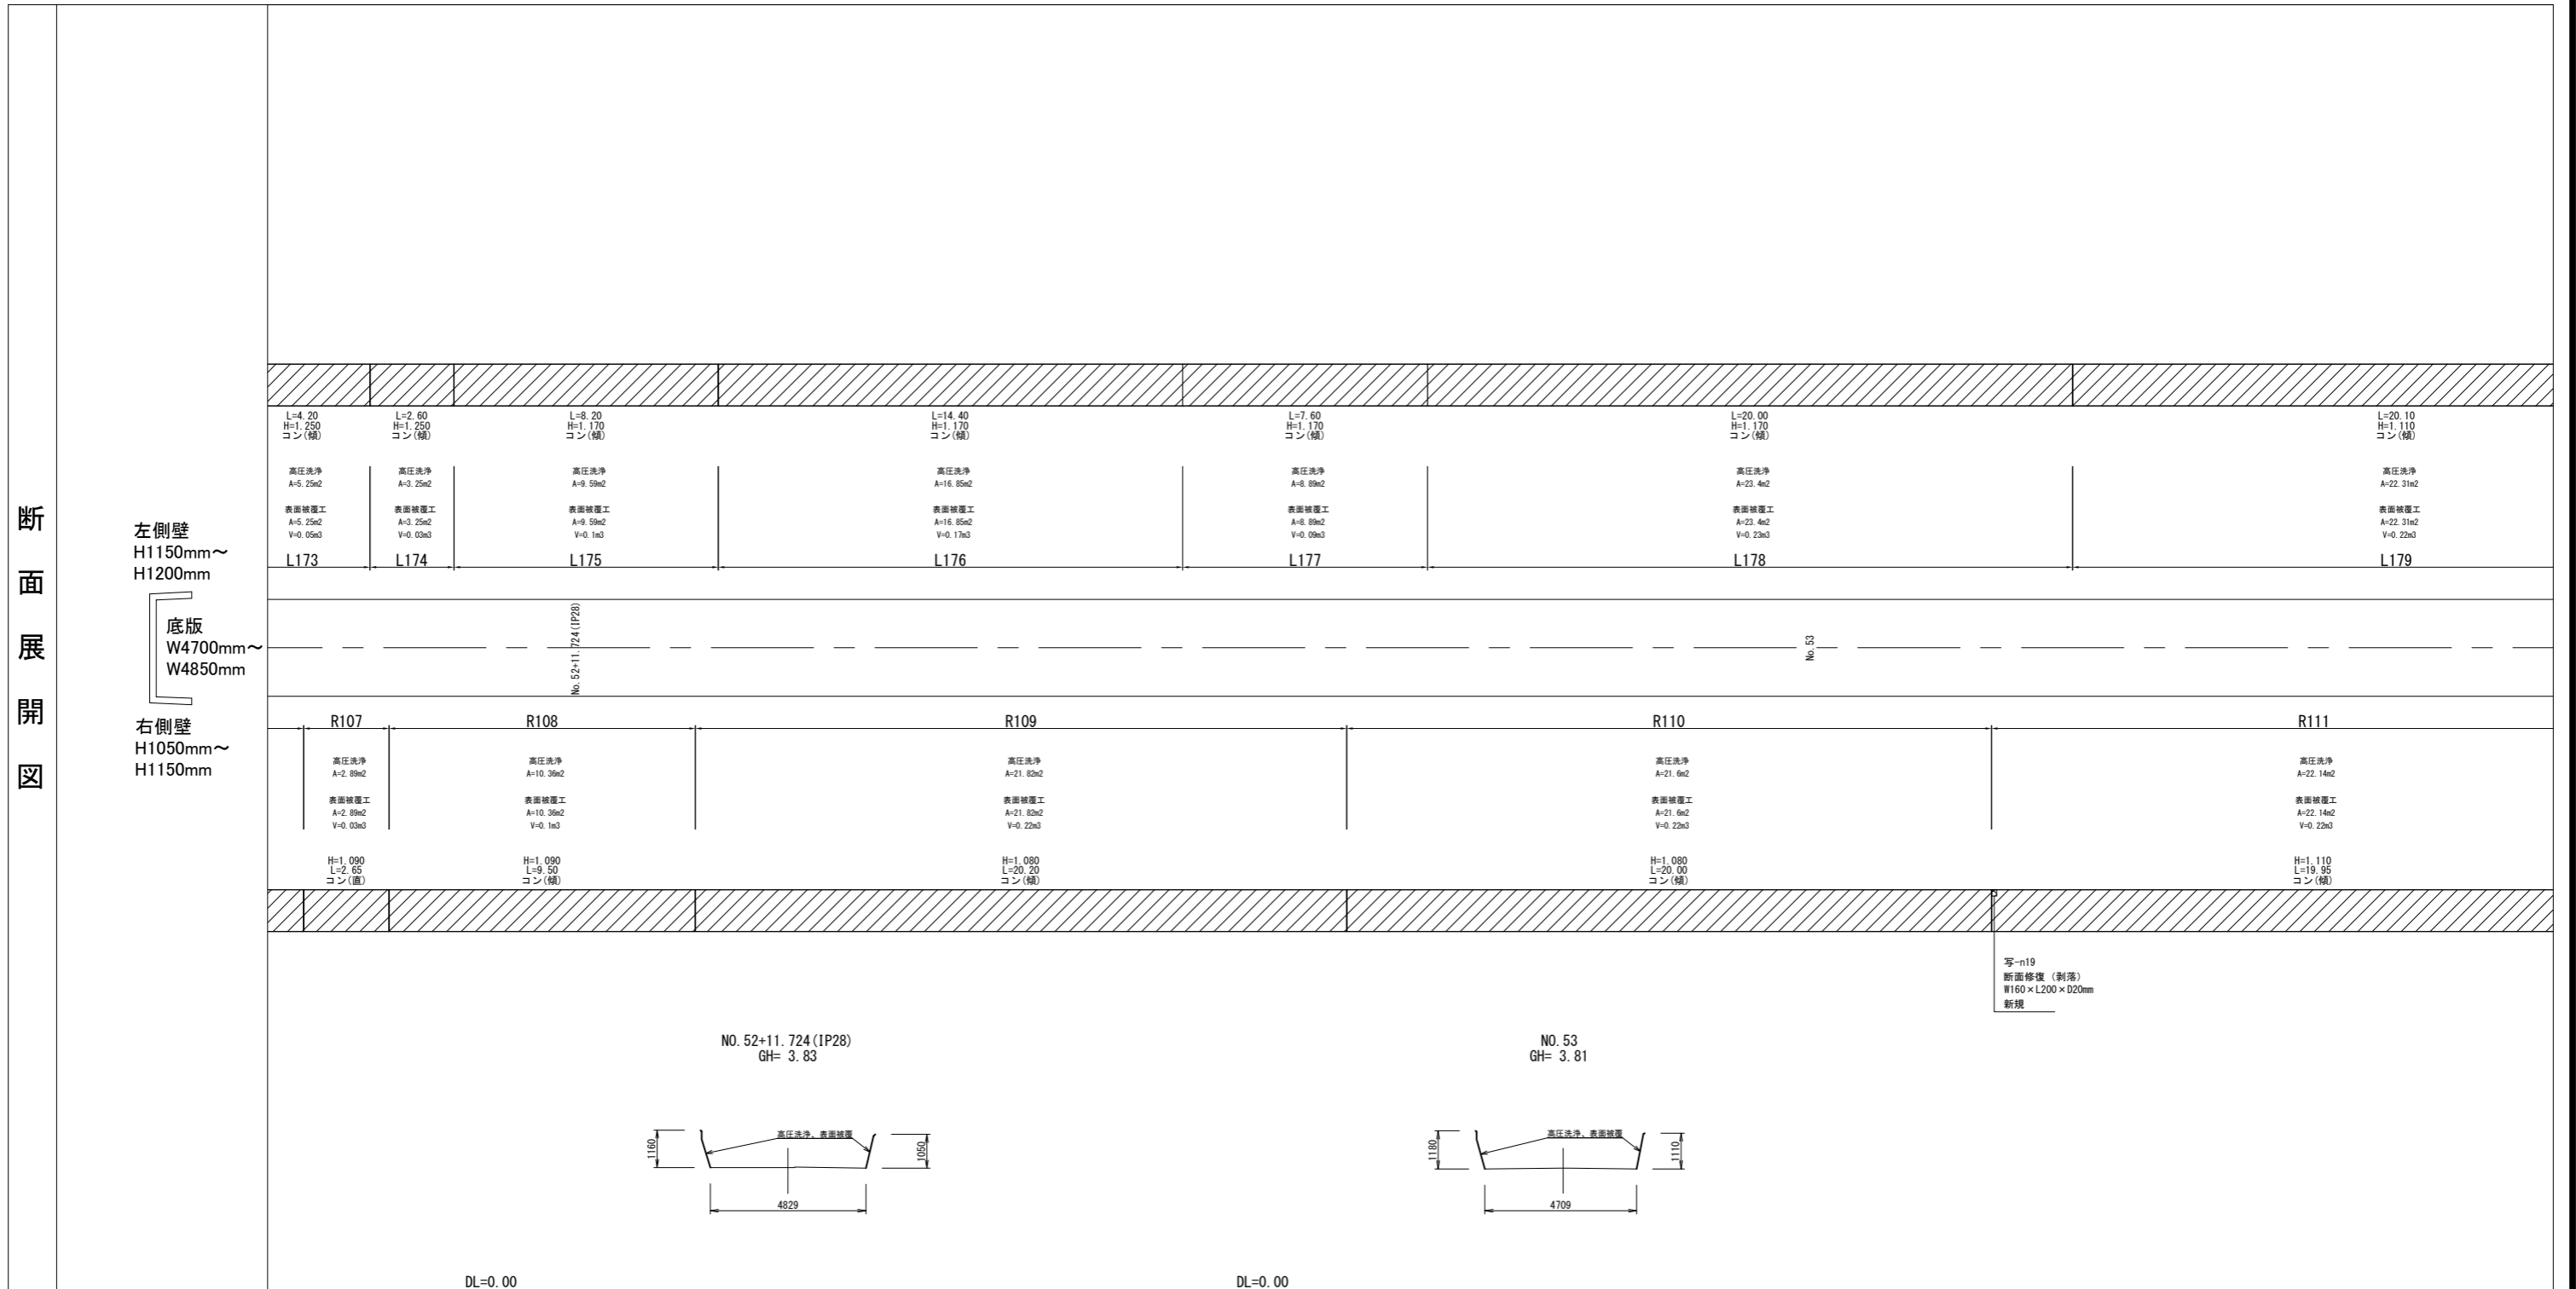 断面展開図
左側壁
H1150mm～
H1200mm
底版
W4700mm～
W4850mm
右側壁
H1050mm～
H1150mm
L=4.20
H=1.250
コン(傾)
高圧洗浄
A=5.25m2
表面被覆工
A=5.25m2
V=0.05m3
L173
L=2.60
H=1.250
コン(傾)
高圧洗浄
A=3.25m2
表面被覆工
A=3.25m2
V=0.03m3
L174
L=8.20
H=1.170
コン(傾)
高圧洗浄
A=9.59m2
表面被覆工
A=9.59m2
V=0.1m3
L175
L=14.40
H=1.170
コン(傾)
高圧洗浄
A=16.85m2
表面被覆工
A=16.85m2
V=0.17m3
L176
L=7.60
H=1.170
コン(傾)
高圧洗浄
A=8.89m2
表面被覆工
A=8.89m2
V=0.09m3
L177
L=20.00
H=1.170
コン(傾)
高圧洗浄
A=23.4m2
表面被覆工
A=23.4m2
V=0.23m3
L178
L=20.10
H=1.110
コン(傾)
高圧洗浄
A=22.31m2
表面被覆工
A=22.31m2
V=0.22m3
L179
No.52+11.724(IP28)
No.53
R107
高圧洗浄
A=2.89m2
表面被覆工
A=2.89m2
V=0.03m3
H=1.090
L=2.65
コン(直)
R108
高圧洗浄
A=10.36m2
表面被覆工
A=10.36m2
V=0.1m3
H=1.090
L=9.50
コン(傾)
R109
高圧洗浄
A=21.82m2
表面被覆工
A=21.82m2
V=0.22m3
H=1.080
L=20.20
コン(傾)
R110
高圧洗浄
A=21.6m2
表面被覆工
A=21.6m2
V=0.22m3
H=1.080
L=20.00
コン(傾)
R111
高圧洗浄
A=22.14m2
表面被覆工
A=22.14m2
V=0.22m3
H=1.110
L=19.95
コン(傾)
写-n19
断面修復（剥落）
W160×L200×D20mm
新規
NO.52+11.724(IP28)
GH= 3.83
高圧洗浄、表面被覆
1160
1050
4829
DL=0.00
NO.53
GH= 3.81
高圧洗浄、表面被覆
1180
1110
4709
DL=0.00